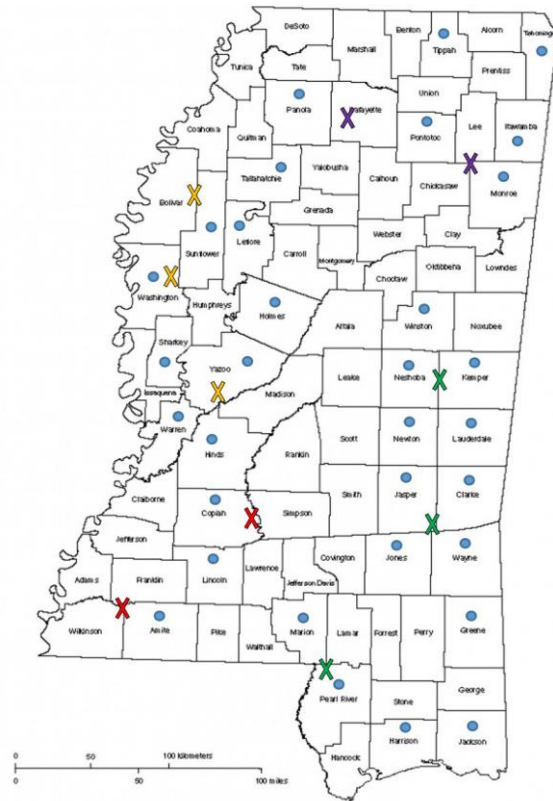 DeSoto
Marshall
Benton
Tippah
Alcorn
Tishomingo
Tunica
Tate
Prentiss
Panola
Lafayette
Union
Coahoma
Quitman
Pontotoc
Lee
Itawamba
Bolivar
Tallahatchie
Yalobusha
Calhoun
Chickasaw
Monroe
Grenada
Sunflower
Leflore
Carroll
Montgomery
Webster
Clay
Washington
Humphreys
Holmes
Choctaw
Oktibbeha
Lowndes
Attala
Winston
Noxubee
Sharkey
Yazoo
Issaquena
Madison
Leake
Neshoba
Kemper
Warren
Hinds
Rankin
Scott
Newton
Lauderdale
Claiborne
Copiah
Simpson
Smith
Jasper
Clarke
Jefferson
Adams
Franklin
Lincoln
Lawrence
Jefferson Davis
Covington
Jones
Wayne
Wilkinson
Amite
Pike
Walthall
Marion
Lamar
Forrest
Perry
Greene
Pearl River
Stone
George
Hancock
Harrison
Jackson
0 50 100 kilometers
0 50 100 miles